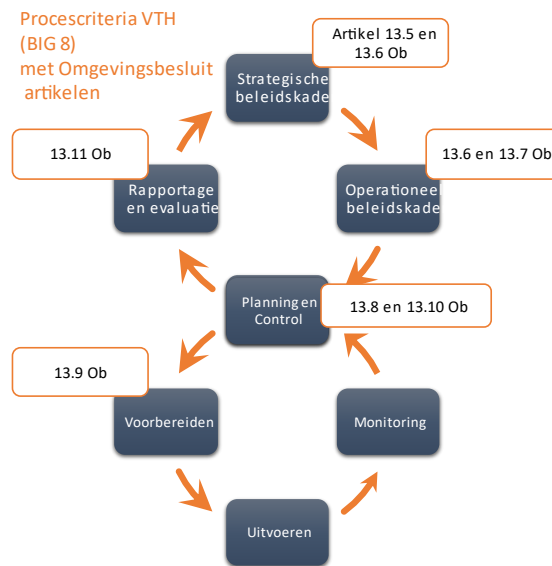 Procescriteria VTH
(BIG 8)
met Omgevingsbesluit
artikelen
Artikel 13.5 en
13.6 Ob
Strategische
beleidskade
13.11 Ob
13.6 en 13.7 Ob
Rapportage
en evaluatie
Operationeel
beleidskade
Planning en
Control
13.8 en 13.10 Ob
13.9 Ob
Voorbereiden
Monitoring
Uitvoeren